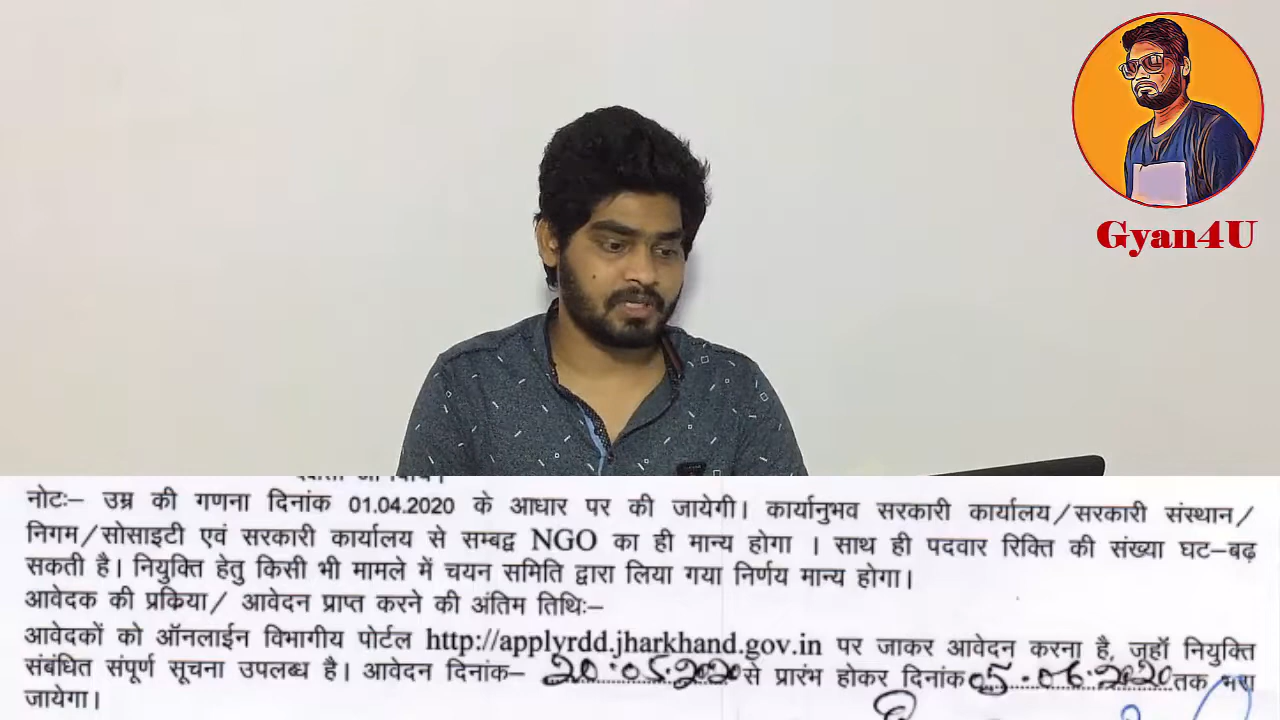 Gyan4U
नोटः– उम्र की गणना दिनांक 01.04.2020 के आधार पर की जायेगी। कार्यानुभव सरकारी कार्यालय/सरकारी संस्थान/
निगम/सोसाइटी एवं सरकारी कार्यालय से सम्बद्व NGO का ही मान्य होगा । साथ ही पदवार रिक्ति की संख्या घट–बढ़
सकती है। नियुक्ति हेतु किसी भी मामले में चयन समिति द्वारा लिया गया निर्णय मान्य होगा।
आवेदक की प्रक्रिया/ आवेदन प्राप्त करने की अंतिम तिथिः–
आवेदकों को ऑनलाईन विभागीय पोर्टल http://applyrdd.jharkhand.gov.in पर जाकर आवेदन करना है, जहॉ नियुक्ति
संबंधित संपूर्ण सूचना उपलब्ध है। आवेदन दिनांक– 20.05.2020 से प्रारंभ होकर दिनांक 05.06.2020 तक भरा
जायेगा।